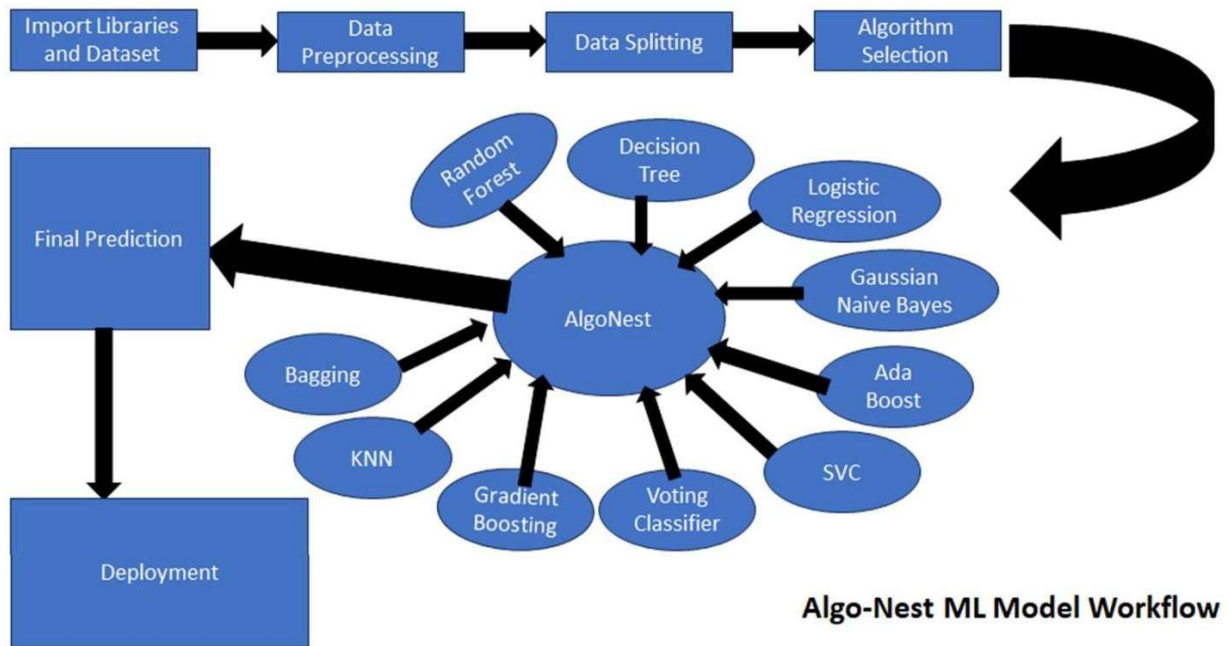 Import Libraries
and Dataset
Data
Preprocessing
Data Splitting
Algorithm
Selection
Random
Forest
Decision
Tree
Logistic
Regression
Gaussian
Naive Bayes
Final Prediction
AlgoNest
Bagging
Ada
Boost
KNN
SVC
Gradient
Boosting
Voting
Classifier
Deployment
Algo-Nest ML Model Workflow